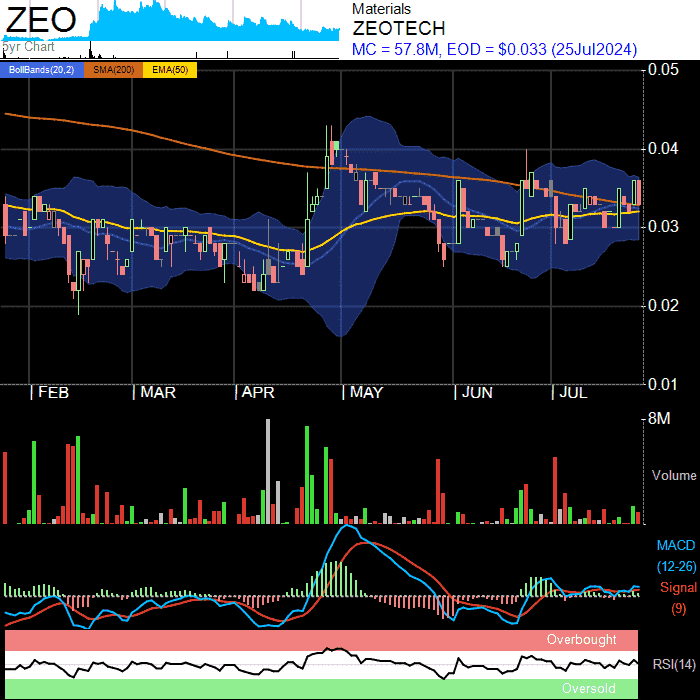 ZEO
5yr Chart
Materials
ZEOTECH
MC = 57.8M, EOD = $0.033 (25Jul2024)
BollBands(20,2) SMA(200) EMA(50)
0.05
0.04
0.03
0.02
0.01
FEB MAR APR MAY JUN JUL
8M
Volume
MACD
(12-26)
Signal
(9)
Overbought
RSI(14)
Oversold